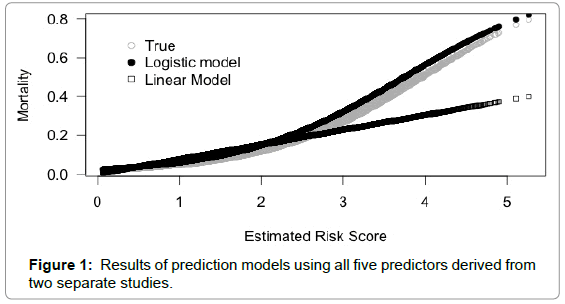 0.8
0.6
0.4
0.2
0.0
Mortality
True
Logistic model
Linear Model
0 1 2 3 4 5
Estimated Risk Score
Figure 1: Results of prediction models using all five predictors derived from
two separate studies.